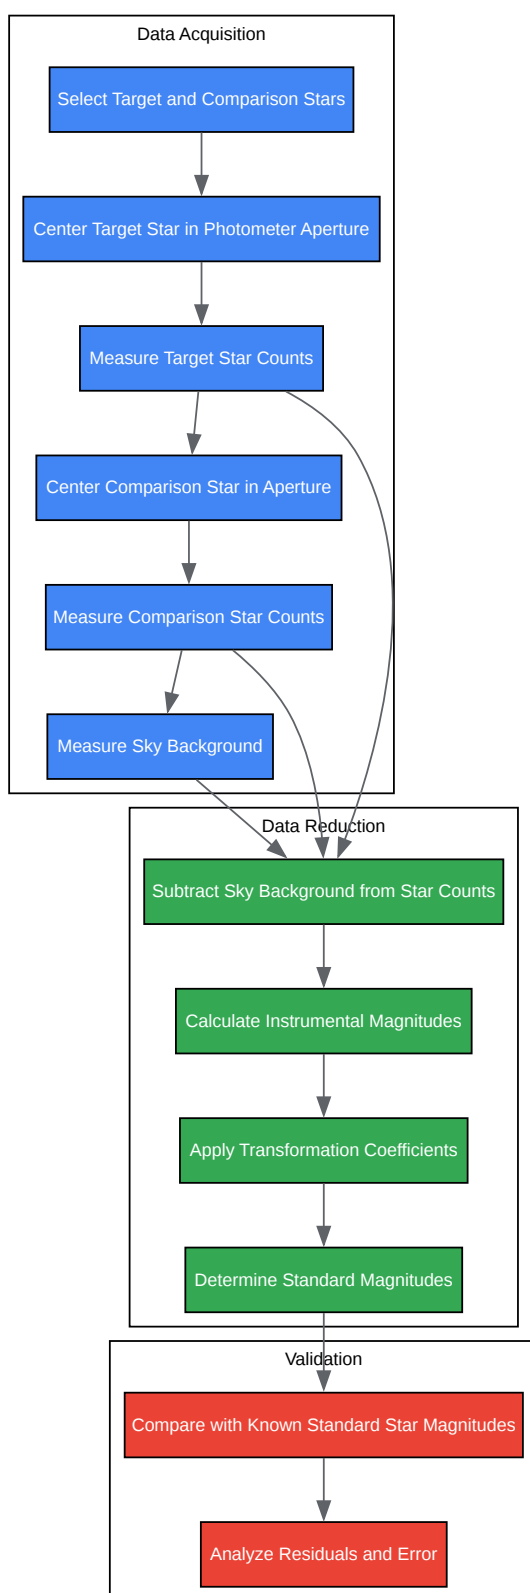 Data Acquisition
Select Target and Comparison Stars
Center Target Star in Photometer Aperture
Measure Target Star Counts
Center Comparison Star in Aperture
Measure Comparison Star Counts
Measure Sky Background
Data Reduction
Subtract Sky Background from Star Counts
Calculate Instrumental Magnitudes
Apply Transformation Coefficients
Determine Standard Magnitudes
Validation
Compare with Known Standard Star Magnitudes
Analyze Residuals and Error